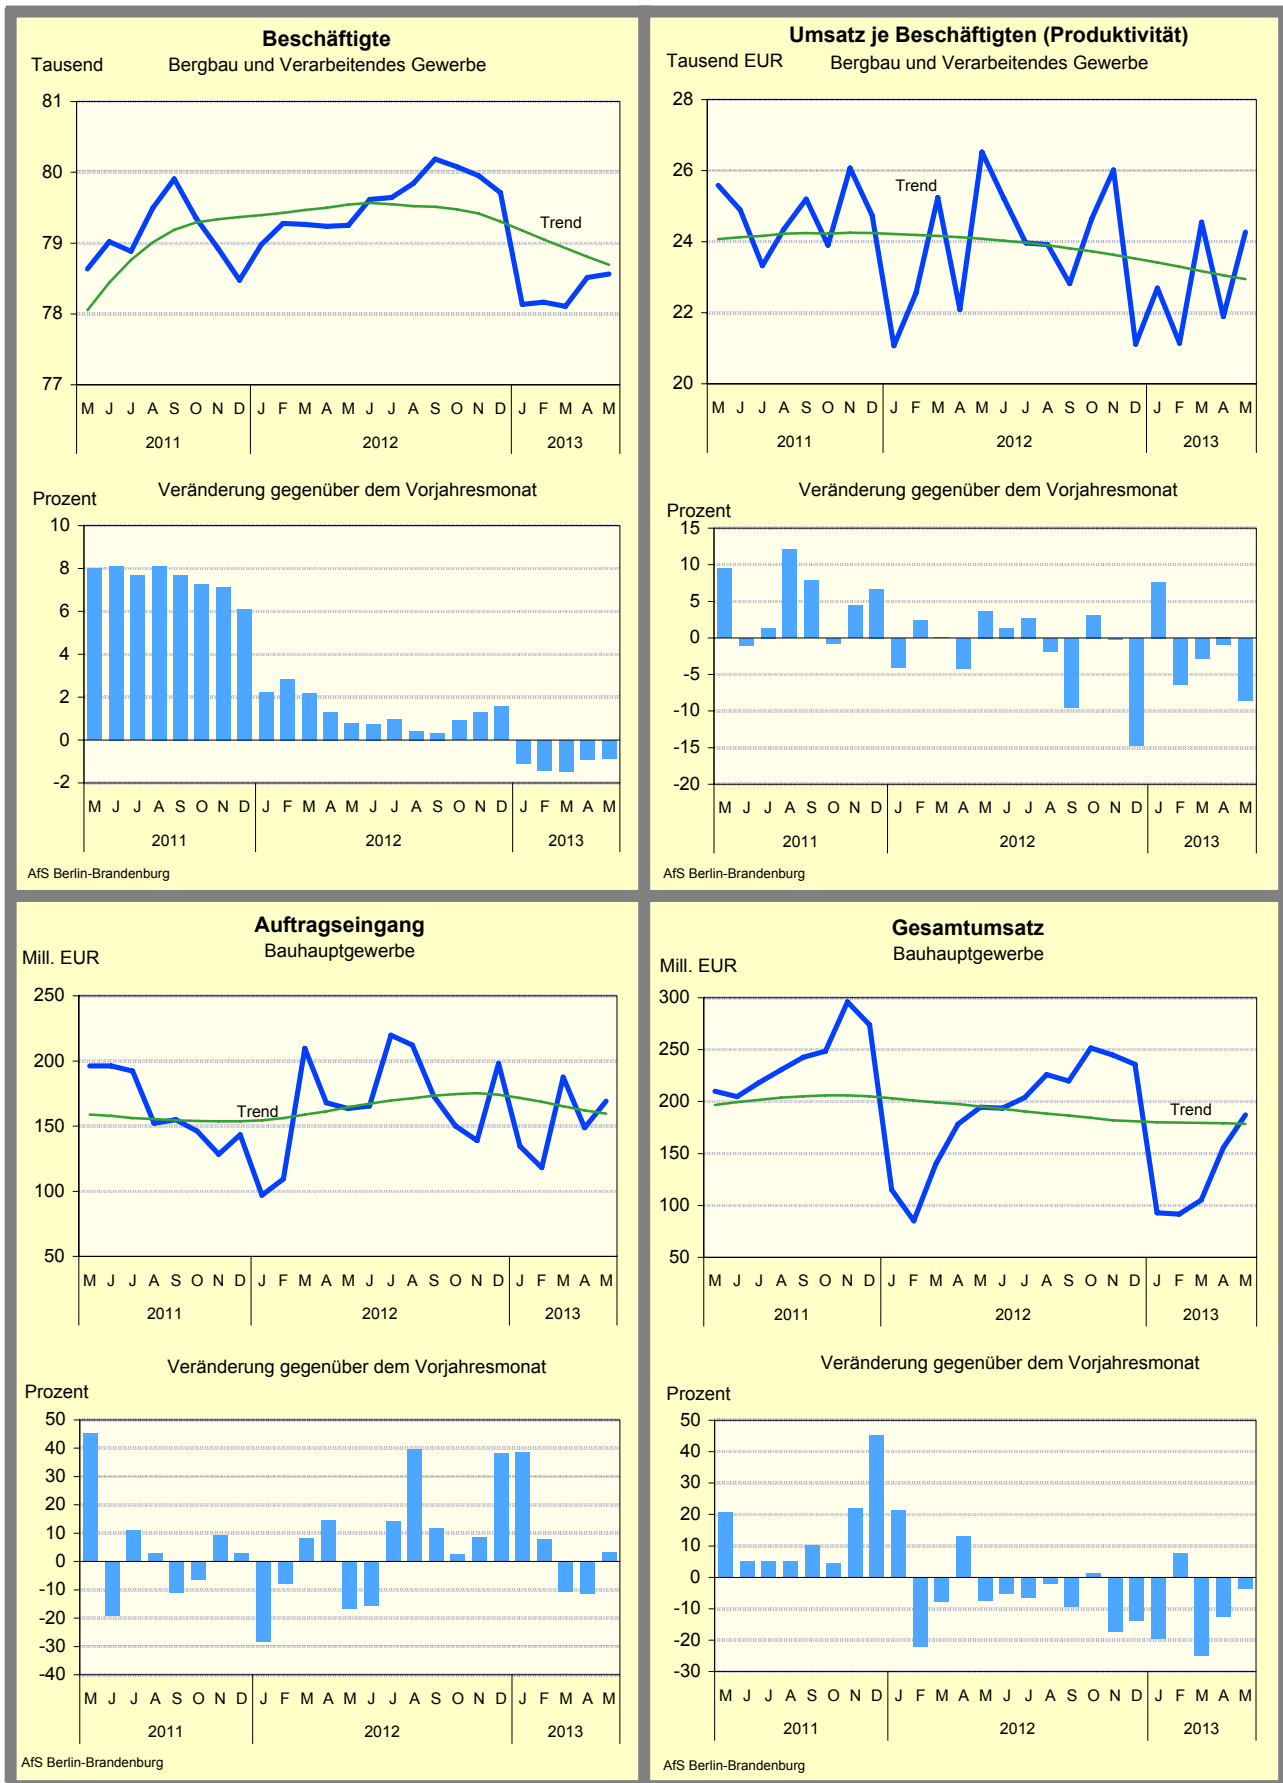 Beschäftigte
Tausend Bergbau und Verarbeitendes Gewerbe
81
80
79
78
77
Trend
M J J A S O N D J F M A M J J A S O N D J F M A M
2011 2012 2013
Veränderung gegenüber dem Vorjahresmonat
Prozent
10
8
6
4
2
0
-2
M J J A S O N D J F M A M J J A S O N D J F M A M
2011 2012 2013
AfS Berlin-Brandenburg
Umsatz je Beschäftigten (Produktivität)
Tausend EUR Bergbau und Verarbeitendes Gewerbe
28
26
24
22
20
Trend
M J J A S O N D J F M A M J J A S O N D J F M A M
2011 2012 2013
Veränderung gegenüber dem Vorjahresmonat
Prozent
15
10
5
0
-5
-10
-15
-20
M J J A S O N D J F M A M J J A S O N D J F M A M
2011 2012 2013
AfS Berlin-Brandenburg
Auftragseingang
Bauhauptgewerbe
Mill. EUR
250
200
150
100
50
Trend
M J J A S O N D J F M A M J J A S O N D J F M A M
2011 2012 2013
Veränderung gegenüber dem Vorjahresmonat
Prozent
50
40
30
20
10
0
-10
-20
-30
-40
M J J A S O N D J F M A M J J A S O N D J F M A M
2011 2012 2013
AfS Berlin-Brandenburg
Gesamtumsatz
Bauhauptgewerbe
Mill. EUR
300
250
200
150
100
50
Trend
M J J A S O N D J F M A M J J A S O N D J F M A M
2011 2012 2013
Veränderung gegenüber dem Vorjahresmonat
Prozent
50
40
30
20
10
0
-10
-20
-30
M J J A S O N D J F M A M J J A S O N D J F M A M
2011 2012 2013
AfS Berlin-Brandenburg